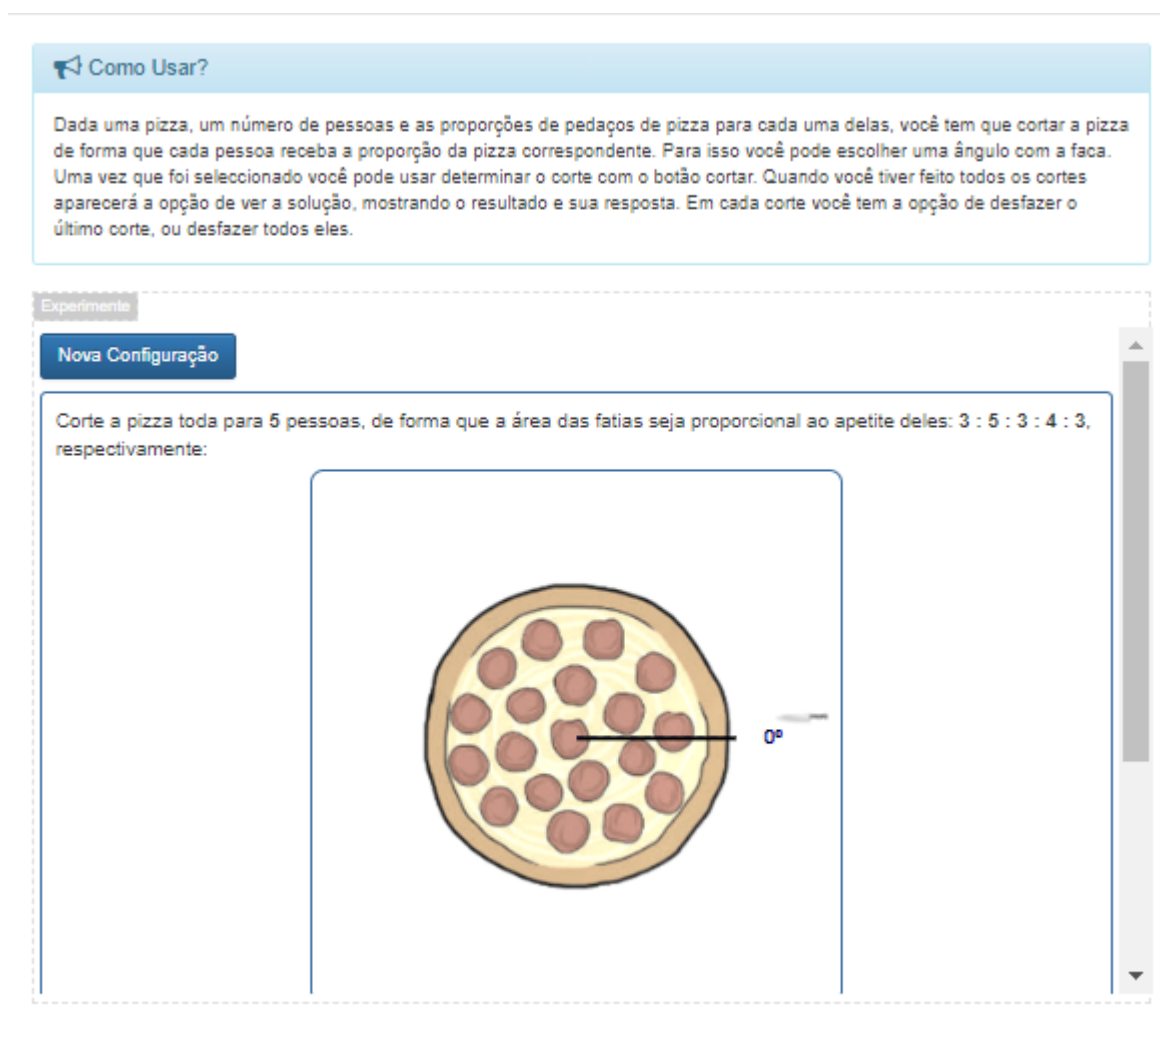 Como Usar?
Dada uma pizza, um número de pessoas e as proporções de pedaços de pizza para cada uma delas, você tem que cortar a pizza
de forma que cada pessoa receba a proporção da pizza correspondente. Para isso você pode escolher uma ângulo com a faca.
Uma vez que foi seleccionado você pode usar determinar o corte com o botão cortar. Quando você tiver feito todos os cortes
aparecerá a opção de ver a solução, mostrando o resultado e sua resposta. Em cada corte você tem a opção de desfazer o
último corte, ou desfazer todos eles.
Experimente
Nova Configuração
Corte a pizza toda para 5 pessoas, de forma que a área das fatias seja proporcional ao apetite deles: 3 : 5 : 3 : 4 : 3,
respectivamente:
0º